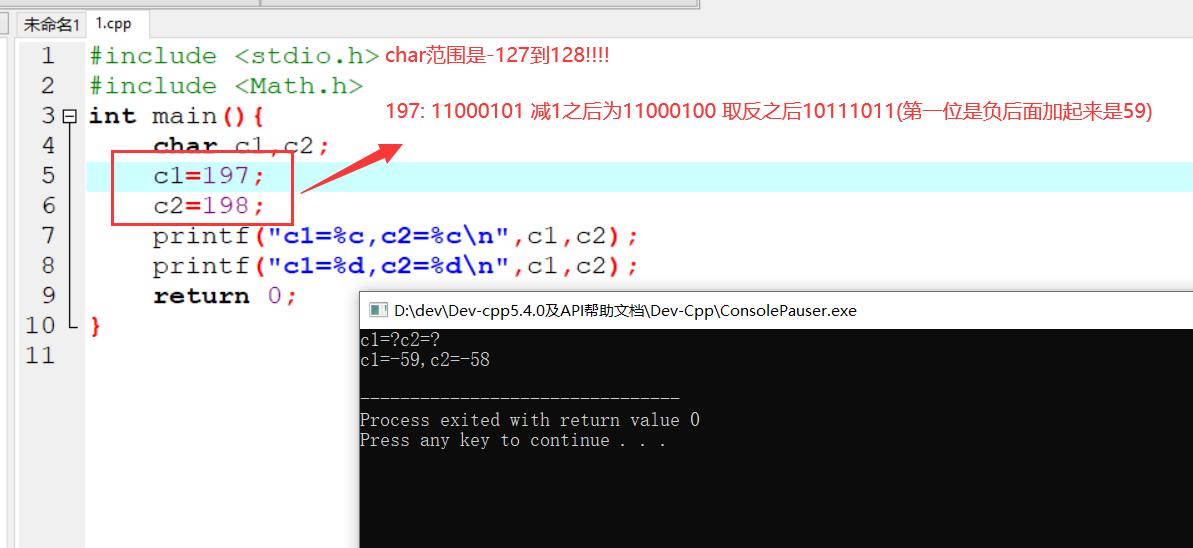 未命名1 1.cpp
1 #include <stdio.h> char范围是-127到128!!!!
2 #include <Math.h>
3 int main(){ 197: 11000101 减1之后为11000100 取反之后10111011(第一位是负后面加起来是59)
4 char c1,c2;
5 c1=197;
6 c2=198;
7 printf("c1=%c,c2=%c\n",c1,c2);
8 printf("c1=%d,c2=%d\n",c1,c2);
9 return 0;
10 }
11
D:\dev\Dev-cpp5.4.0及API帮助文档\Dev-Cpp\ConsolePauser.exe
c1=?c2=?
c1=-59,c2=-58
--------------------------------
Process exited with return value 0
Press any key to continue . . .